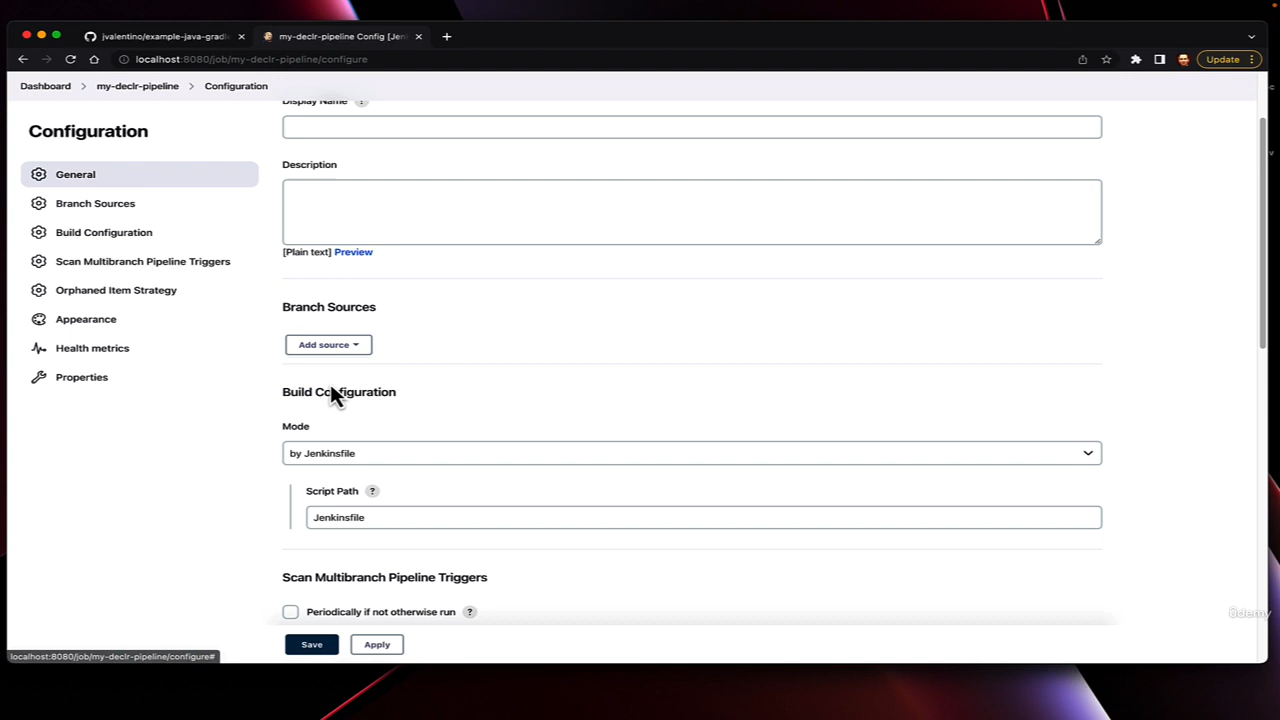 jvalentino/example-java-gradl
my-declr-pipeline Config [Jen
localhost:8080/job/my-declr-pipeline/configure
Update
Dashboard
my-declr-pipeline
Configuration
Configuration
General
Branch Sources
Build Configuration
Scan Multibranch Pipeline Triggers
Orphaned Item Strategy
Appearance
Health metrics
Properties
Display Name ?
Description
[Plain text] Preview
Branch Sources
Add source
Build Configuration
Mode
by Jenkinsfile
Script Path ?
Jenkinsfile
Scan Multibranch Pipeline Triggers
Periodically if not otherwise run ?
Save
Apply
localhost:8080/job/my-declr-pipeline/configure#
ûdemy